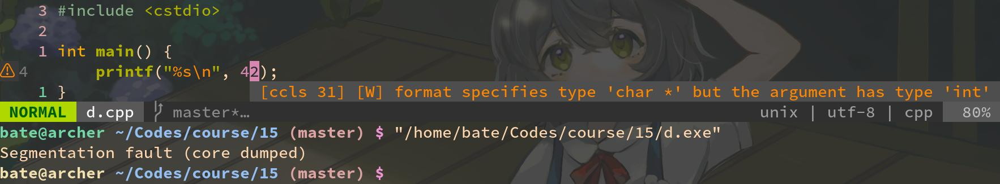 3 #include <cstdio>
2
1 int main() {
4 printf("%s\n", 42);
1 }
[ccls 31] [W] format specifies type 'char *' but the argument has type 'int'
NORMAL d.cpp master*… unix | utf-8 | cpp 80%
bate@archer ~/Codes/course/15 (master) $ "/home/bate/Codes/course/15/d.exe"
Segmentation fault (core dumped)
bate@archer ~/Codes/course/15 (master) $